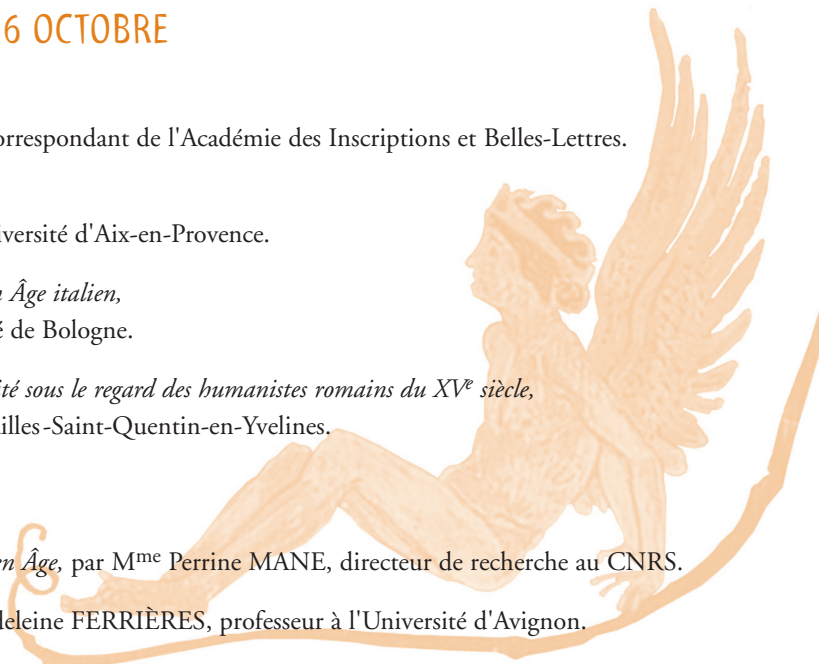 6 OCTOBRE
orrespondant de l'Académie des Inscriptions et Belles-Lettres.
iversité d'Aix-en-Provence.
n Âge italien,
é de Bologne.
ité sous le regard des humanistes romains du XVe siècle,
illes-Saint-Quentin-en-Yvelines.
en Âge, par Mme Perrine MANE, directeur de recherche au CNRS.
deleine FERRIÈRES, professeur à l'Université d'Avignon.